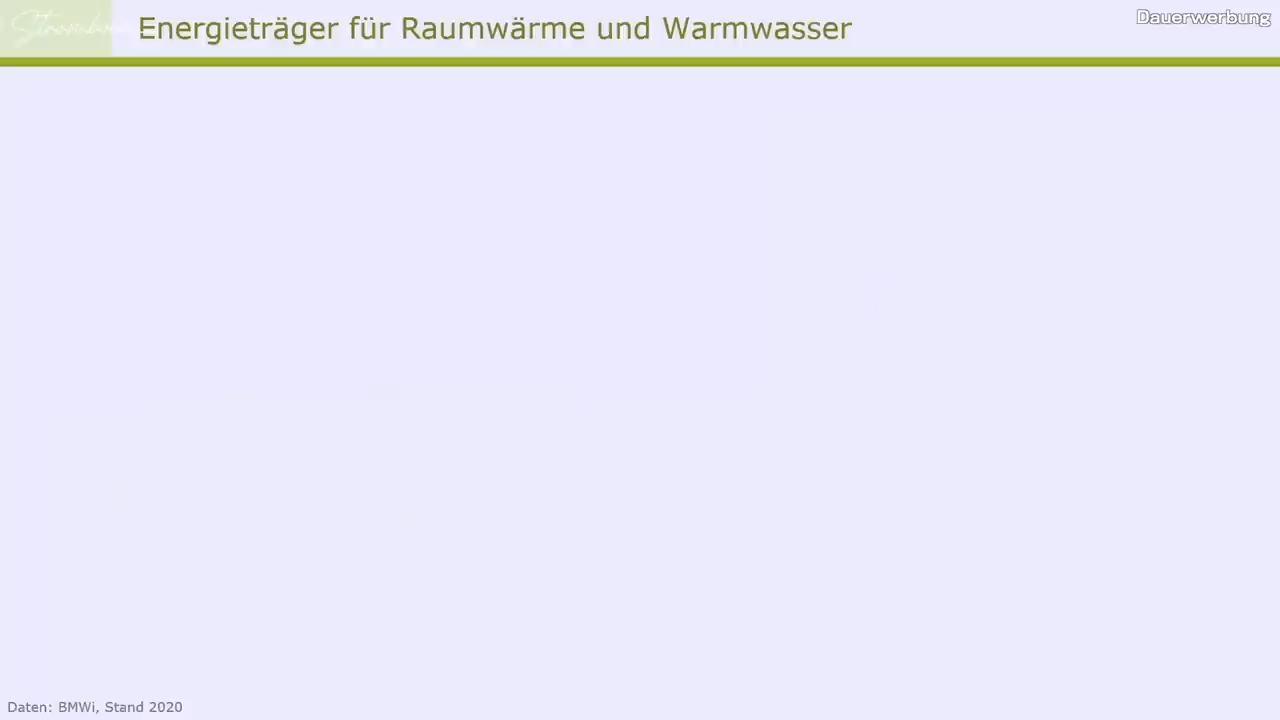 Energieträger für Raumwärme und Warmwasser
Dauerwerbung
Daten: BMWi, Stand 2020